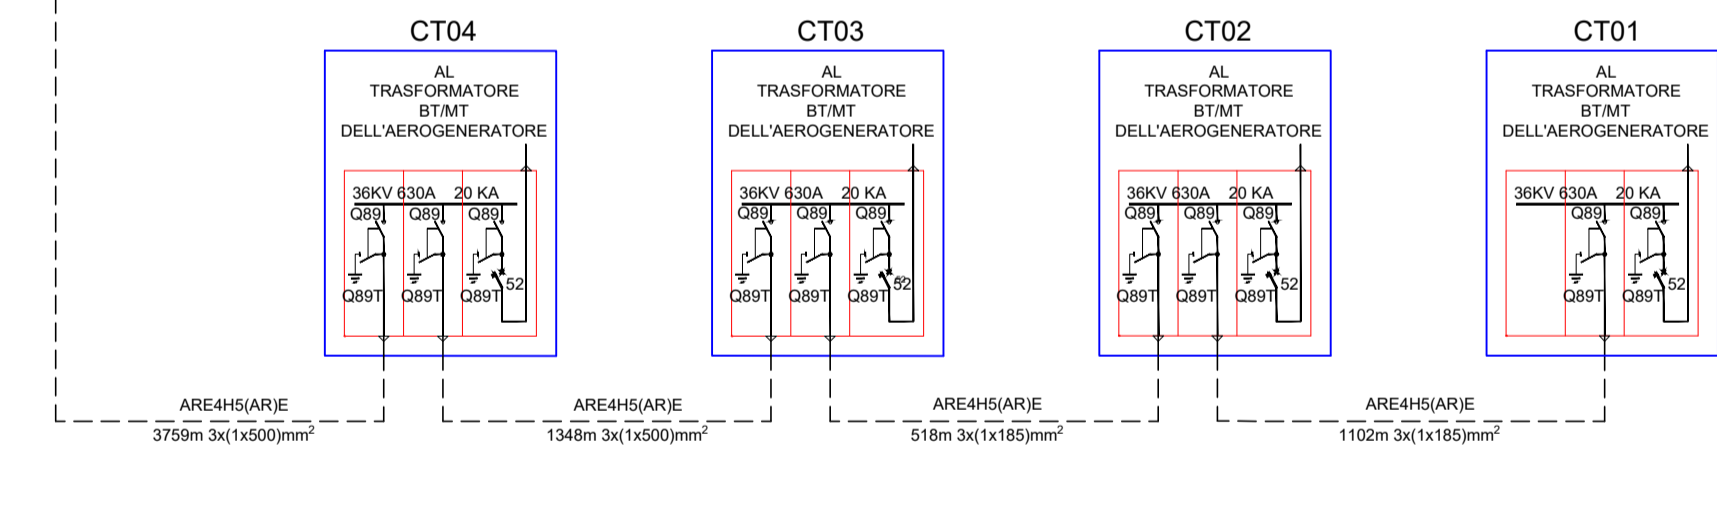 CT04
AL
TRASFORMATORE
BT/MT
DELL'AEROGENERATORE
36KV 630A 20 KA
Q89 Q89 Q89
52
Q89T Q89T Q89T
CT03
AL
TRASFORMATORE
BT/MT
DELL'AEROGENERATORE
36KV 630A 20 KA
Q89 Q89 Q89
52
Q89T Q89T Q89T
CT02
AL
TRASFORMATORE
BT/MT
DELL'AEROGENERATORE
36KV 630A 20 KA
Q89 Q89 Q89
52
Q89T Q89T Q89T
CT01
AL
TRASFORMATORE
BT/MT
DELL'AEROGENERATORE
36KV 630A 20 KA
Q89 Q89
52
Q89T Q89T
ARE4H5(AR)E
3759m 3x(1x500)mm²
ARE4H5(AR)E
1348m 3x(1x500)mm²
ARE4H5(AR)E
518m 3x(1x185)mm²
ARE4H5(AR)E
1102m 3x(1x185)mm²